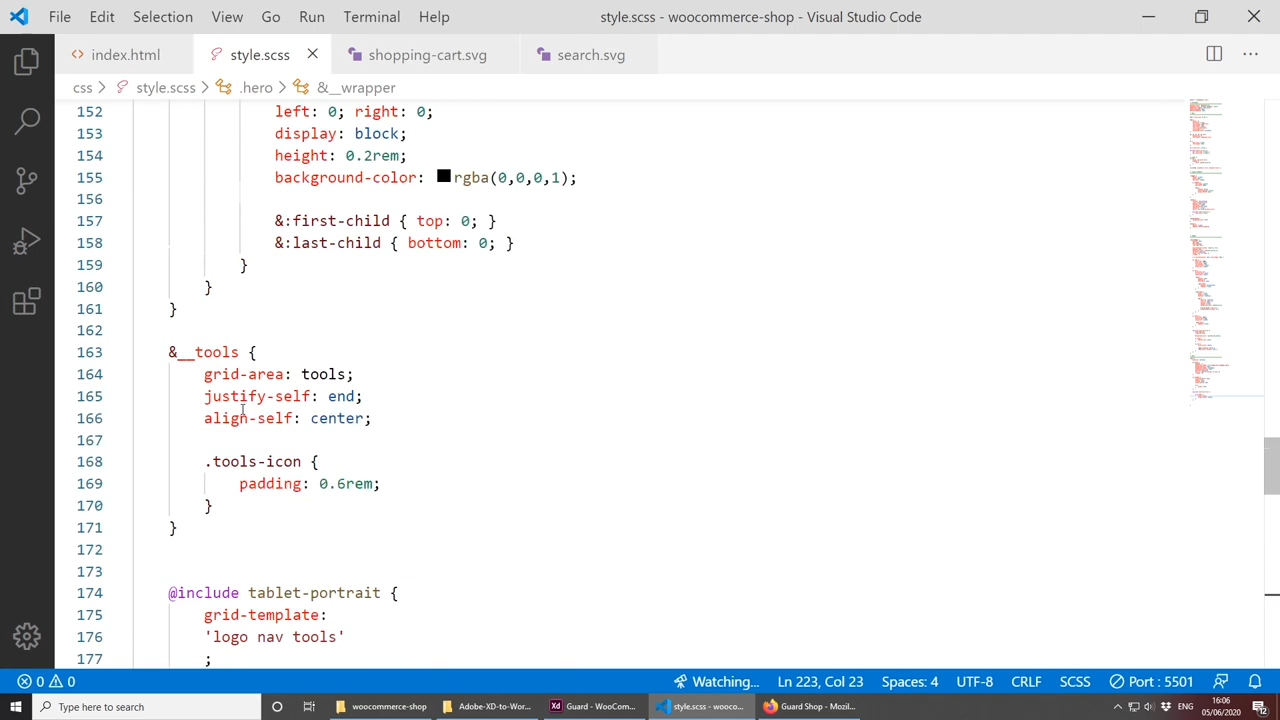 File Edit Selection View Go Run Terminal Help style.scss - woocommerce-shop - Visual Studio Code
index.html style.scss shopping-cart.svg search.svg
css style.scss .hero &__wrapper
152 left: 0; right: 0;
153 display: block;
154 height: 0.2rem;
155 background-color:
156
157 &:first-child { top: 0;
158 &:last-child { bottom: 0; }
159 }
160 }
161 }
162
163 &__tools {
164 grid-area: tools
165 justify-self: end;
166 align-self: center;
167
168 .tools-icon {
169 padding: 0.6rem;
170 }
171 }
172
173
174 @include tablet-portrait {
175 grid-template:
176 'logo nav tools'
177 ;
0 0 Watching... Ln 223, Col 23 Spaces: 4 UTF-8 CRLF SCSS Port : 5501
Type here to search woocommerce-shop Adobe-XD-to-Wor... Guard - WooCom... style.scss - wooco... Guard Shop - Mozil... ENG 16:06 05/06/2020 12